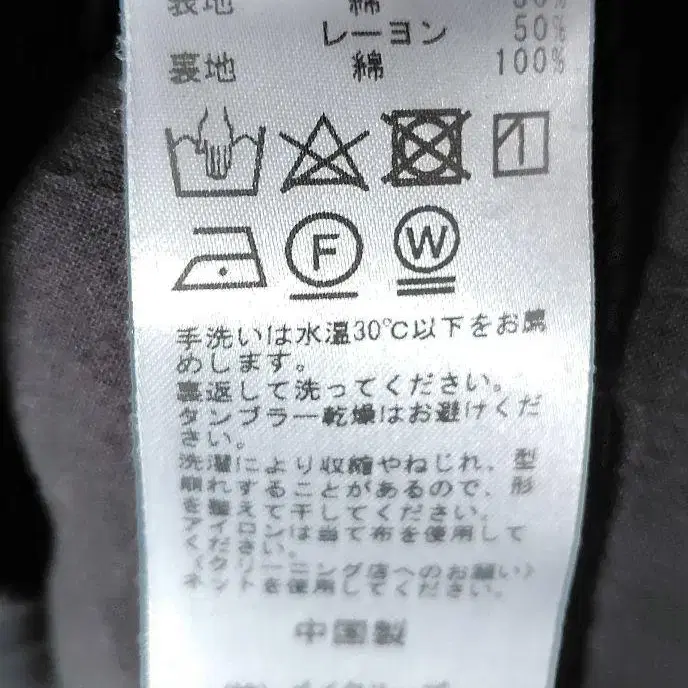 表地 綿 50%
レーヨン 50%
裏地 綿 100%
F W
手洗いは水温30℃以下をお薦
めします。
裏返して洗ってください。
タンブラー乾燥はお避けくだ
さい。
洗濯により収縮やねじれ、型
崩れすることがあるので、形
を整えて干してください。
アイロンは当て布を使用して
ください。
〈クリーニング店へのお願い〉
ネットを使用してください。
中国製